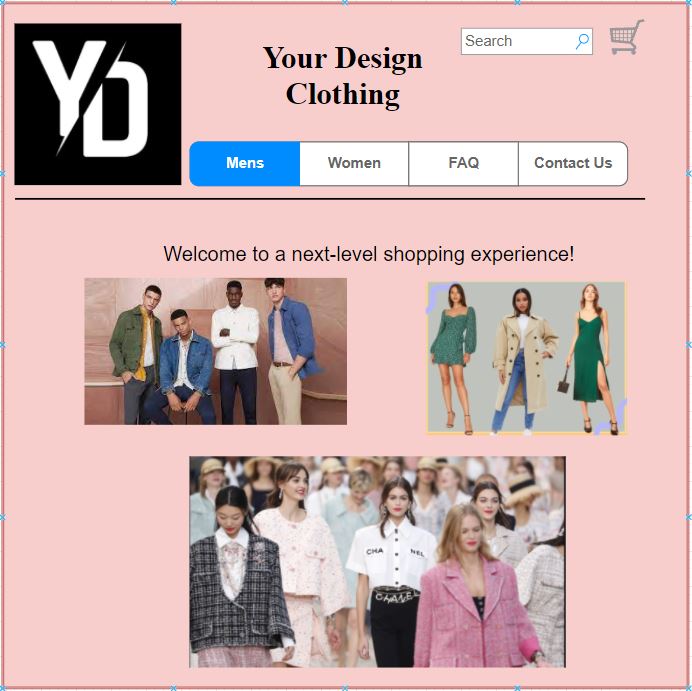 YD
Your Design
Clothing
Search
Mens
Women
FAQ
Contact Us
Welcome to a next-level shopping experience!
CHA NEL
CHANEL